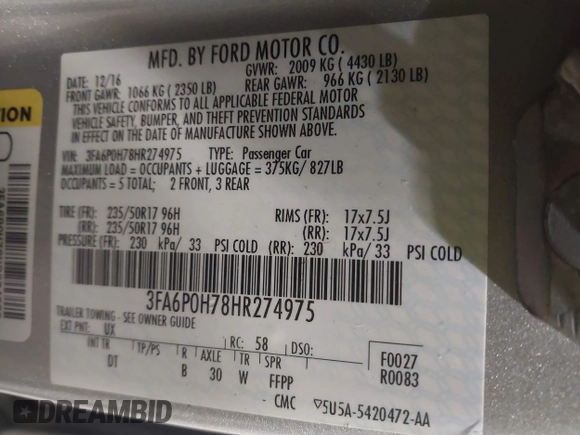 MFD. BY FORD MOTOR CO.
DATE: 12/16 GVWR: 2009 KG ( 4430 LB)
FRONT GAWR: 1066 KG ( 2350 LB) REAR GAWR: 966 KG ( 2130 LB)
THIS VEHICLE CONFORMS TO ALL APPLICABLE FEDERAL MOTOR
VEHICLE SAFETY, BUMPER, AND THEFT PREVENTION STANDARDS
IN EFFECT ON THE DATE OF MANUFACTURE SHOWN ABOVE.
VIN: 3FA6P0H78HR274975 TYPE: Passenger Car
MAXIMUM LOAD = OCCUPANTS + LUGGAGE = 375KG/ 827LB
OCCUPANTS = 5 TOTAL; 2 FRONT, 3 REAR
TIRE (FR): 235/50R17 96H RIMS (FR): 17x7.5J
(RR): 235/50R17 96H (RR): 17x7.5J
PRESSURE (FR): 230 kPa/ 33 PSI COLD (RR): 230 kPa/ 33 PSI COLD
3FA6P0H78HR274975
TRAILER TOWING - SEE OWNER GUIDE
EXT PNT: UX RC: 58 DSO: F0027
INT TR TP/PS R AXLE TR SPR R0083
DT B 30 W FFPP
CMC ▽5U5A-5420472-AA
DEALERS & DRIVERS